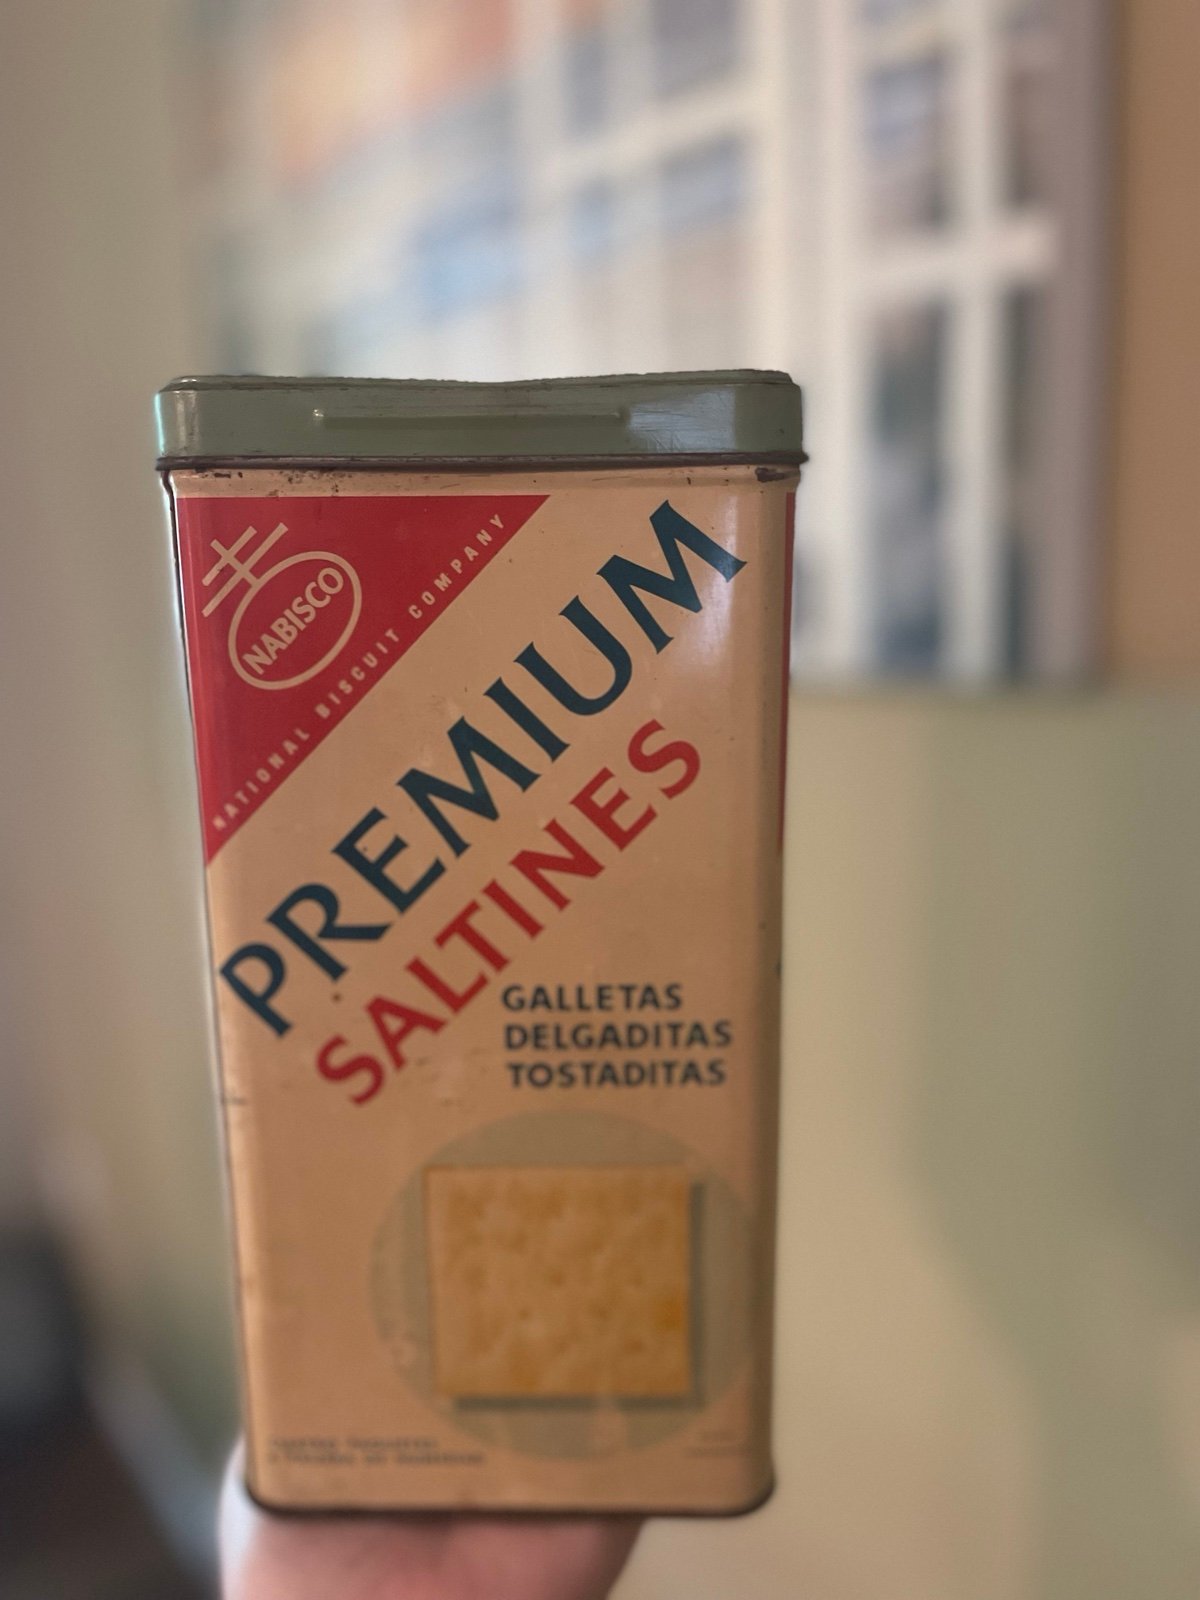 NABISCO
NATIONAL BISCUIT COMPANY
PREMIUM
SALTINES
GALLETAS
DELGADITAS
TOSTADITAS